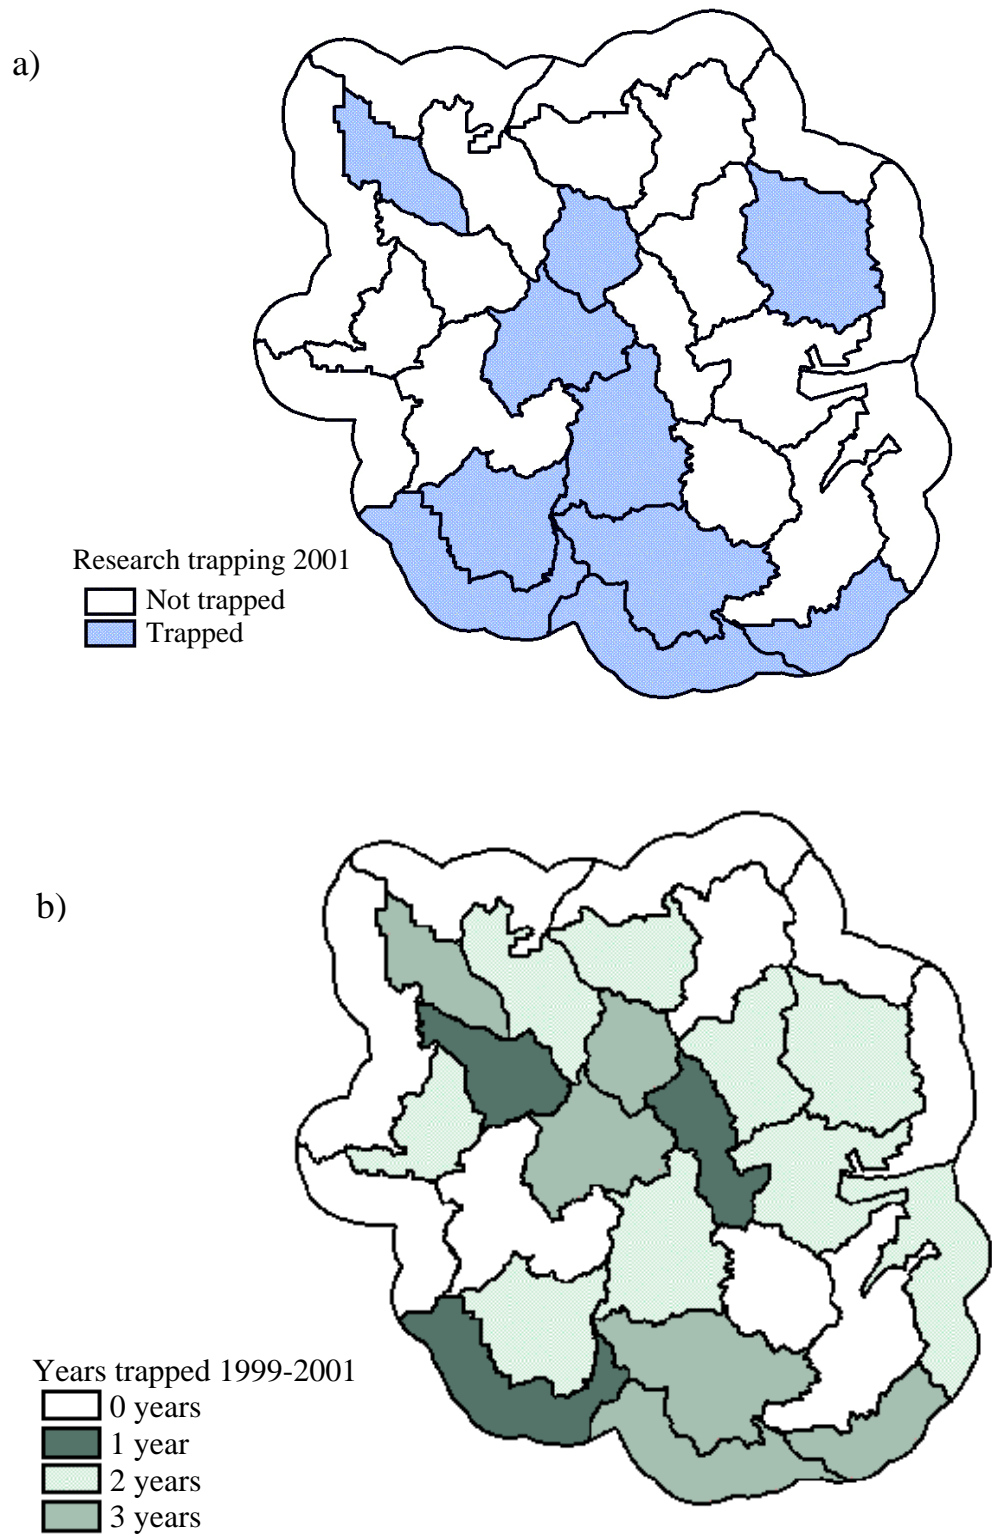 a)
Research trapping 2001
Not trapped
Trapped
b)
Years trapped 1999-2001
0 years
1 year
2 years
3 years